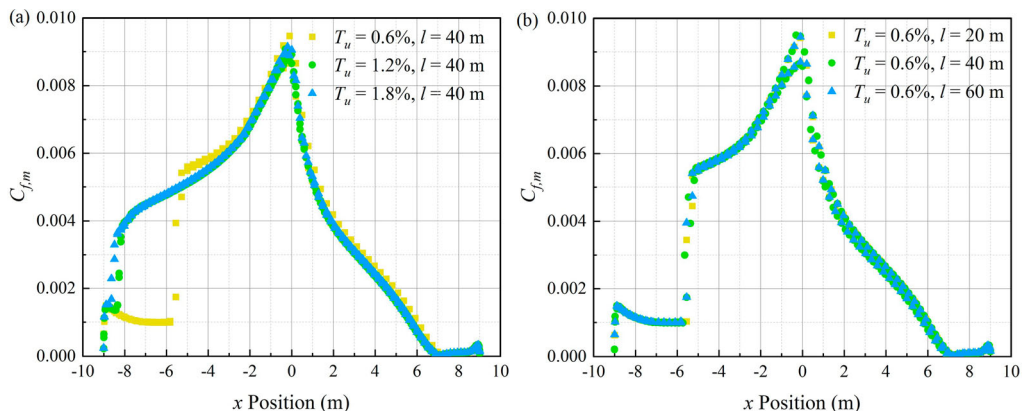 (a)
0.010
0.008
0.006
0.004
0.002
0.000
C_{f,m}
T_u = 0.6%, l = 40 m
T_u = 1.2%, l = 40 m
T_u = 1.8%, l = 40 m
-10 -8 -6 -4 -2 0 2 4 6 8 10
x Position (m)
(b)
0.010
0.008
0.006
0.004
0.002
0.000
C_{f,m}
T_u = 0.6%, l = 20 m
T_u = 0.6%, l = 40 m
T_u = 0.6%, l = 60 m
-10 -8 -6 -4 -2 0 2 4 6 8 10
x Position (m)